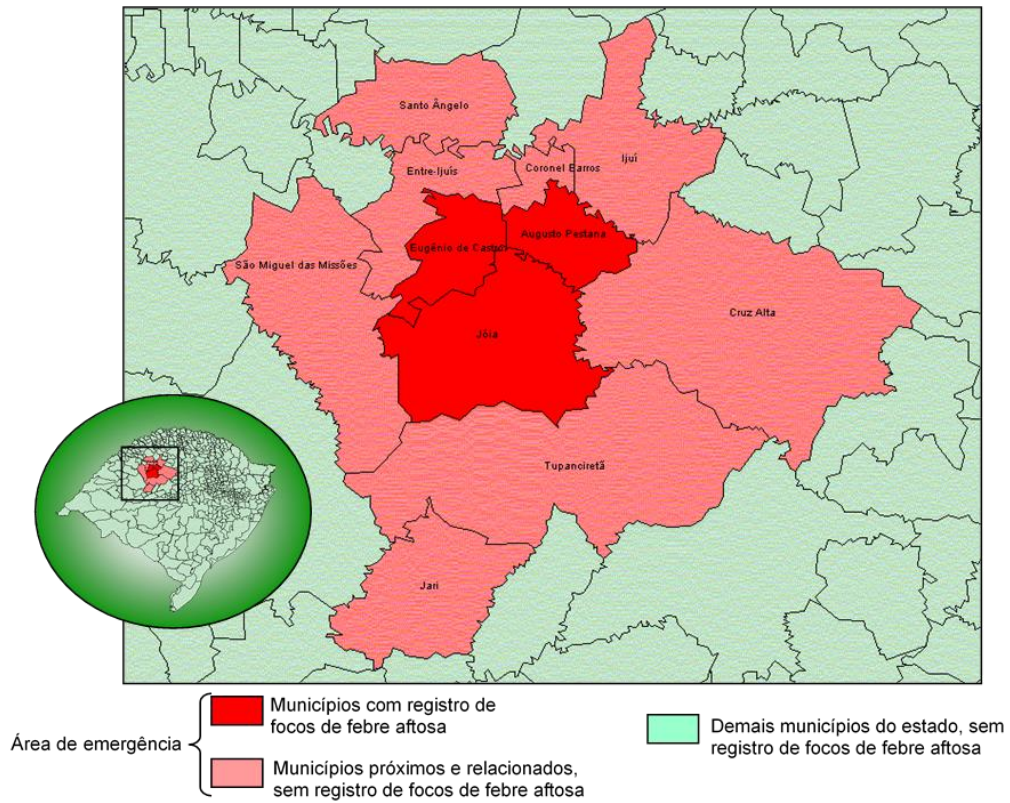 Santo Ângelo
Ijuí
Entre-Ijuís
Coronel Barros
Augusto Pestana
Eugênio de Castro
São Miguel das Missões
Cruz Alta
Jóia
Tupanciretã
Jari
Área de emergência
Municípios com registro de
focos de febre aftosa
Municípios próximos e relacionados,
sem registro de focos de febre aftosa
Demais municípios do estado, sem
registro de focos de febre aftosa